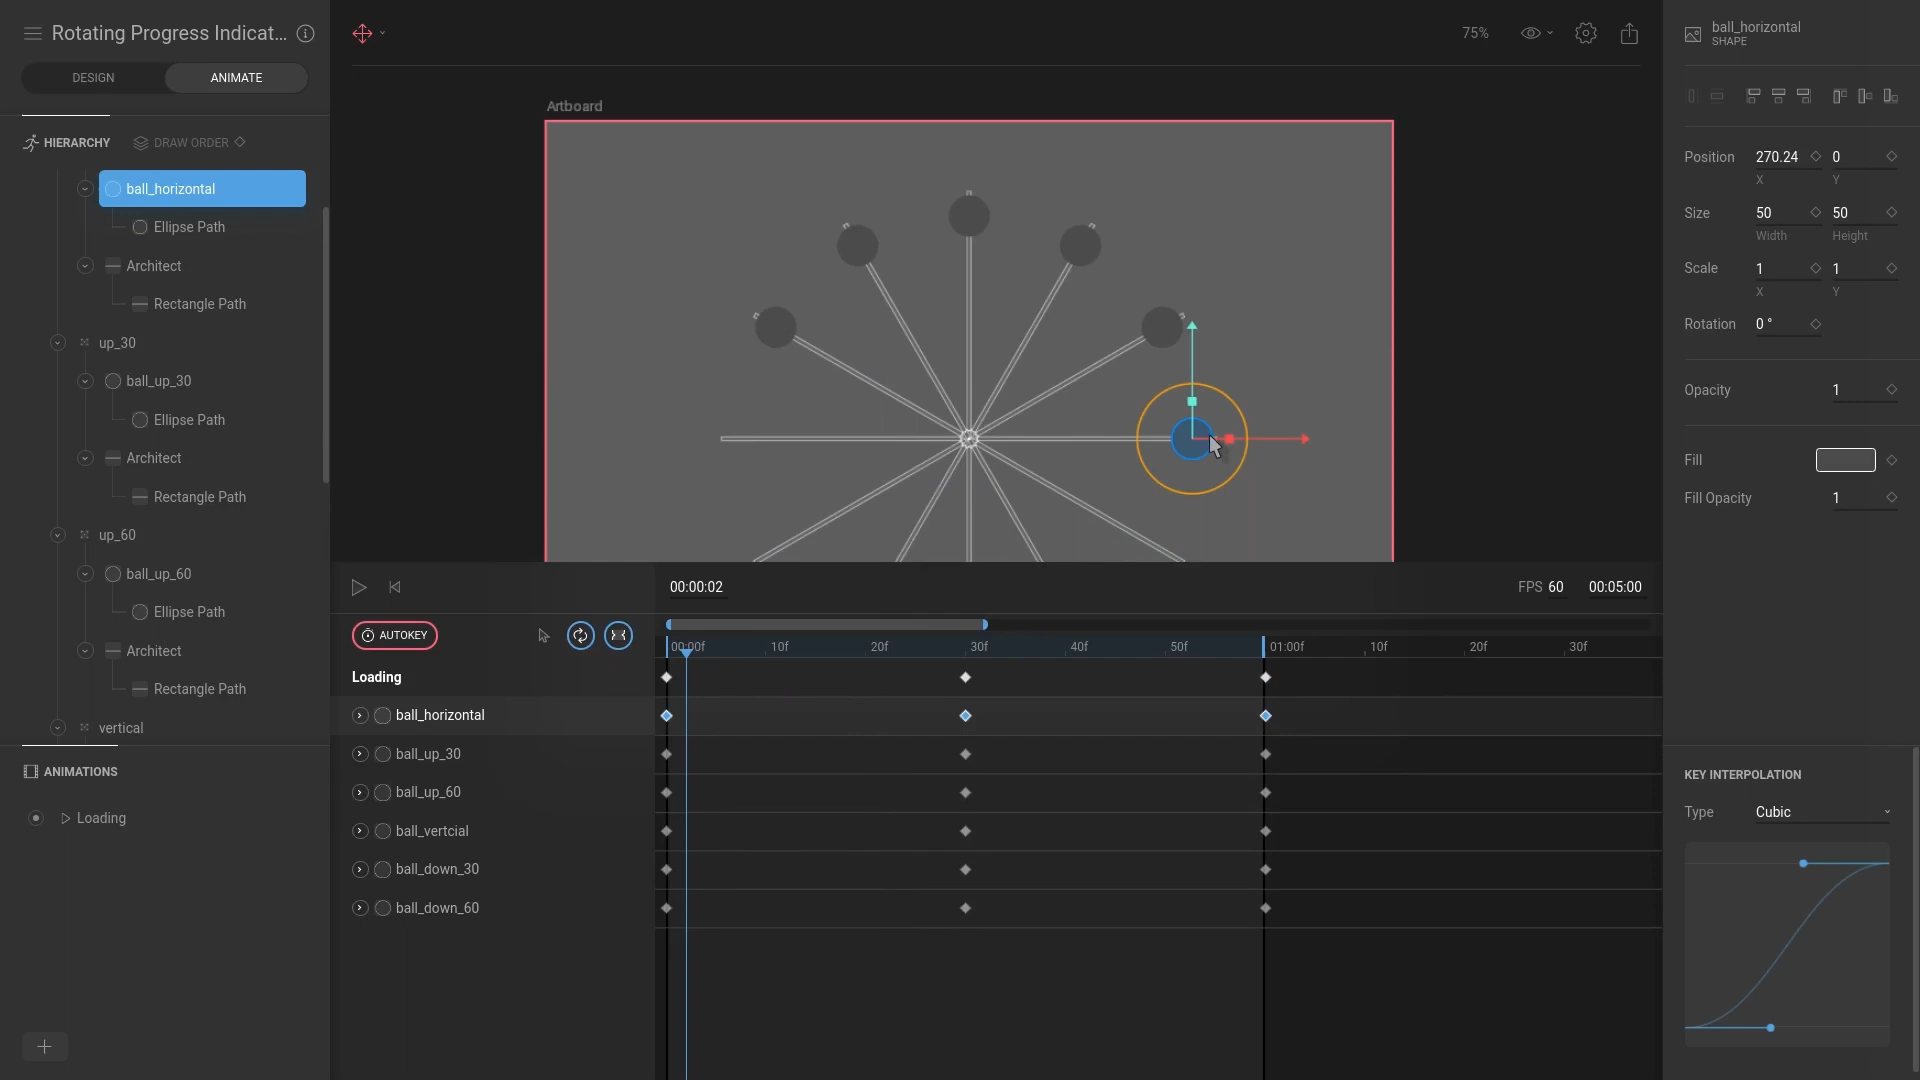 Rotating Progress Indicat...
DESIGN
ANIMATE
HIERARCHY
DRAW ORDER
ball_horizontal
Ellipse Path
Architect
Rectangle Path
up_30
ball_up_30
Ellipse Path
Architect
Rectangle Path
up_60
ball_up_60
Ellipse Path
Architect
Rectangle Path
vertical
ANIMATIONS
Loading
75%
Artboard
00:00:02
FPS 60
00:05:00
AUTOKEY
00:00f 10f 20f 30f 40f 50f 01:00f 10f 20f 30f
Loading
ball_horizontal
ball_up_30
ball_up_60
ball_vertcial
ball_down_30
ball_down_60
ball_horizontal
SHAPE
Position 270.24 0
X Y
Size 50 50
Width Height
Scale 1 1
X Y
Rotation 0 °
Opacity 1
Fill
Fill Opacity 1
KEY INTERPOLATION
Type Cubic